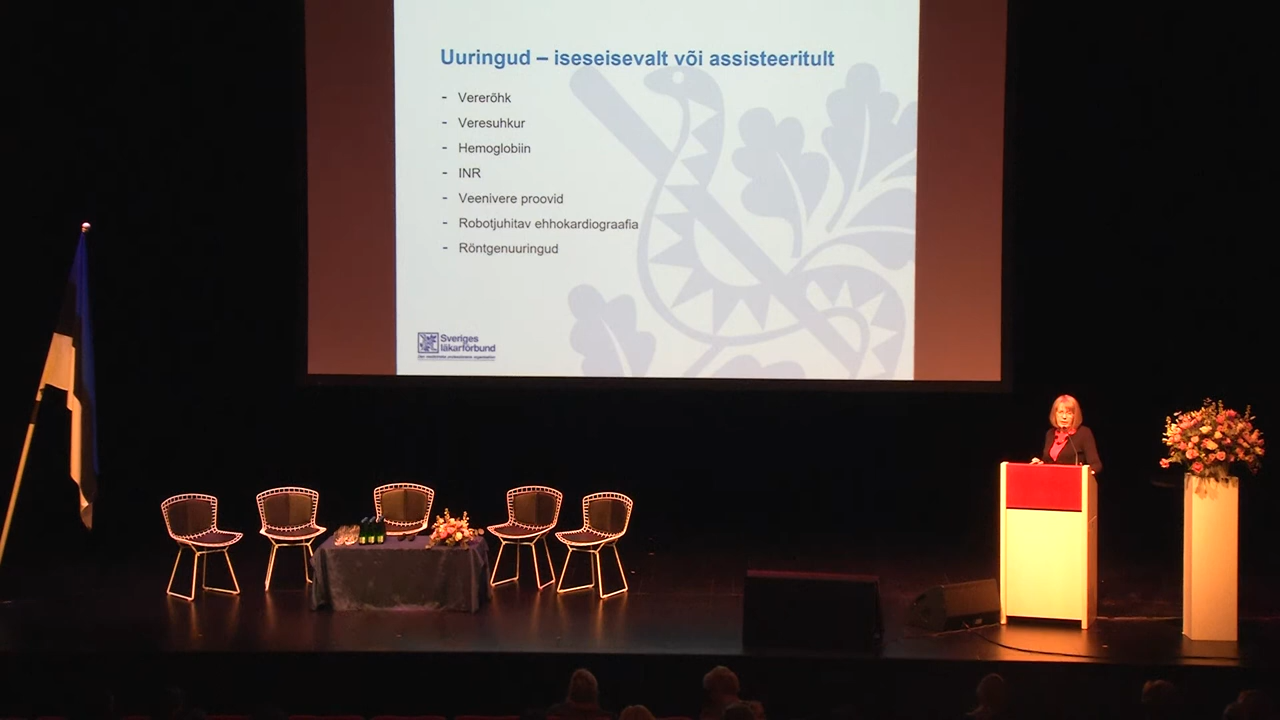 Uuringud – iseseisevalt või assisteeritult
- Vererõhk
- Veresuhkur
- Hemoglobiin
- INR
- Veenivere proovid
- Robotjuhitav ehhokardiograafia
- Röntgenuuringud
Sveriges
läkarförbund